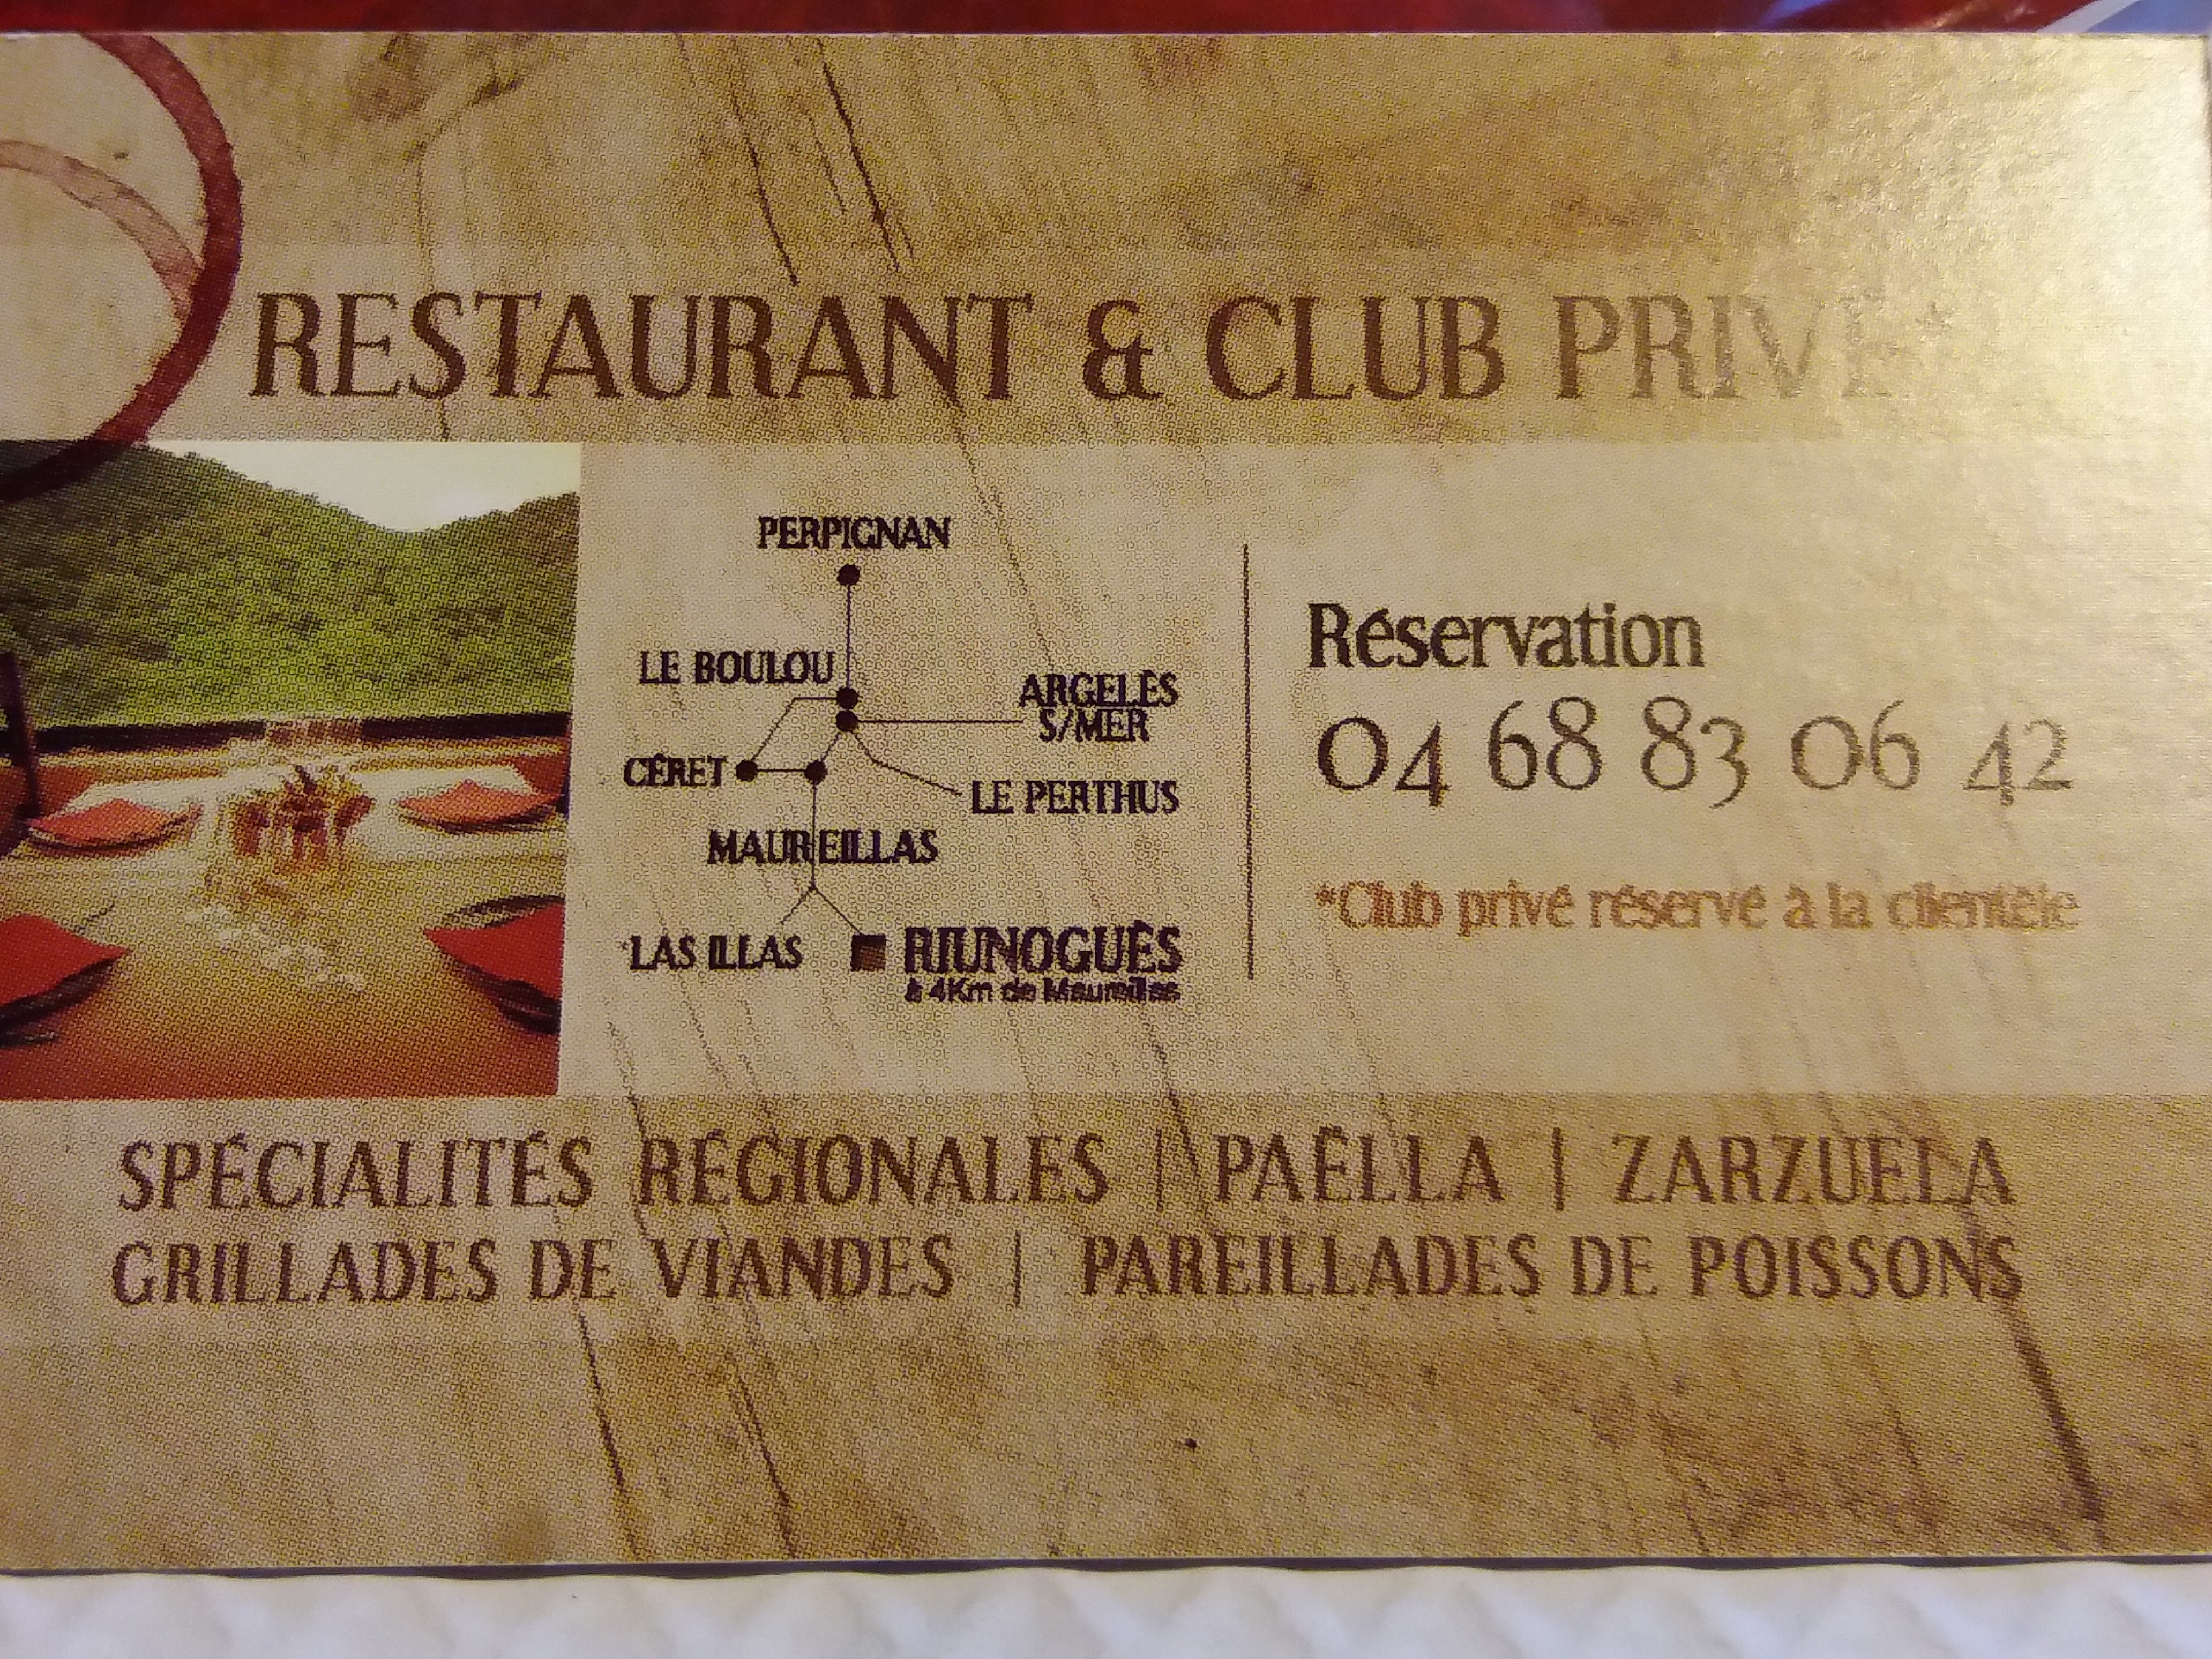 RESTAURANT & CLUB PRIVÉ*
PERPIGNAN
LE BOULOU
ARGELÈS
S/MER
CÉRET
LE PERTHUS
MAUREILLAS
LAS ILLAS
RIUNOGUÈS
à 4Km de Maureillas
Réservation
04 68 83 06 42
*Club privé réservé à la clientèle
SPÉCIALITÉS RÉGIONALES | PAËLLA | ZARZUELA
GRILLADES DE VIANDES | PAREILLADES DE POISSONS